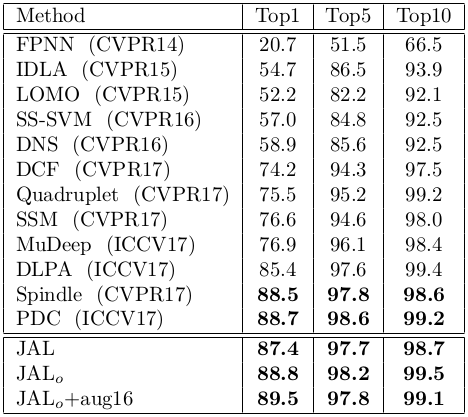 Method Top1 Top5 Top10
FPNN (CVPR14) 20.7 51.5 66.5
IDLA (CVPR15) 54.7 86.5 93.9
LOMO (CVPR15) 52.2 82.2 92.1
SS-SVM (CVPR16) 57.0 84.8 92.5
DNS (CVPR16) 58.9 85.6 92.5
DCF (CVPR17) 74.2 94.3 97.5
Quadruplet (CVPR17) 75.5 95.2 99.2
SSM (CVPR17) 76.6 94.6 98.0
MuDeep (ICCV17) 76.9 96.1 98.4
DLPA (ICCV17) 85.4 97.6 99.4
Spindle (CVPR17) 88.5 97.8 98.6
PDC (ICCV17) 88.7 98.6 99.2
JAL 87.4 97.7 98.7
JALo 88.8 98.2 99.5
JALo+aug16 89.5 97.8 99.1